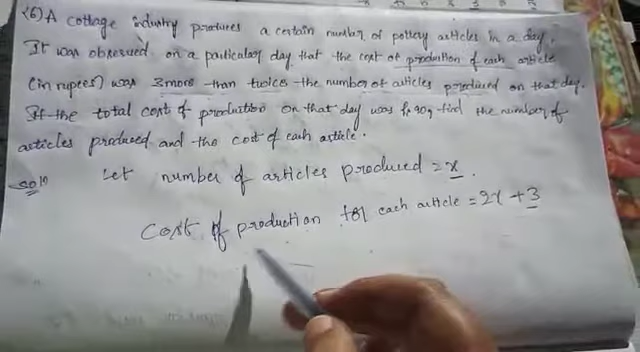 (6) A cottage industry produces a certain number of pottery articles in a day.
It was observed on a particular day that the cost of production of each article
(in rupees) was 3 more than twice the number of articles produced on that day.
If the total cost of production on that day was ₹.90, find the number of
articles produced and the cost of each article.
Sol Let number of articles produced = x.
Cost of production for each article = 2x + 3